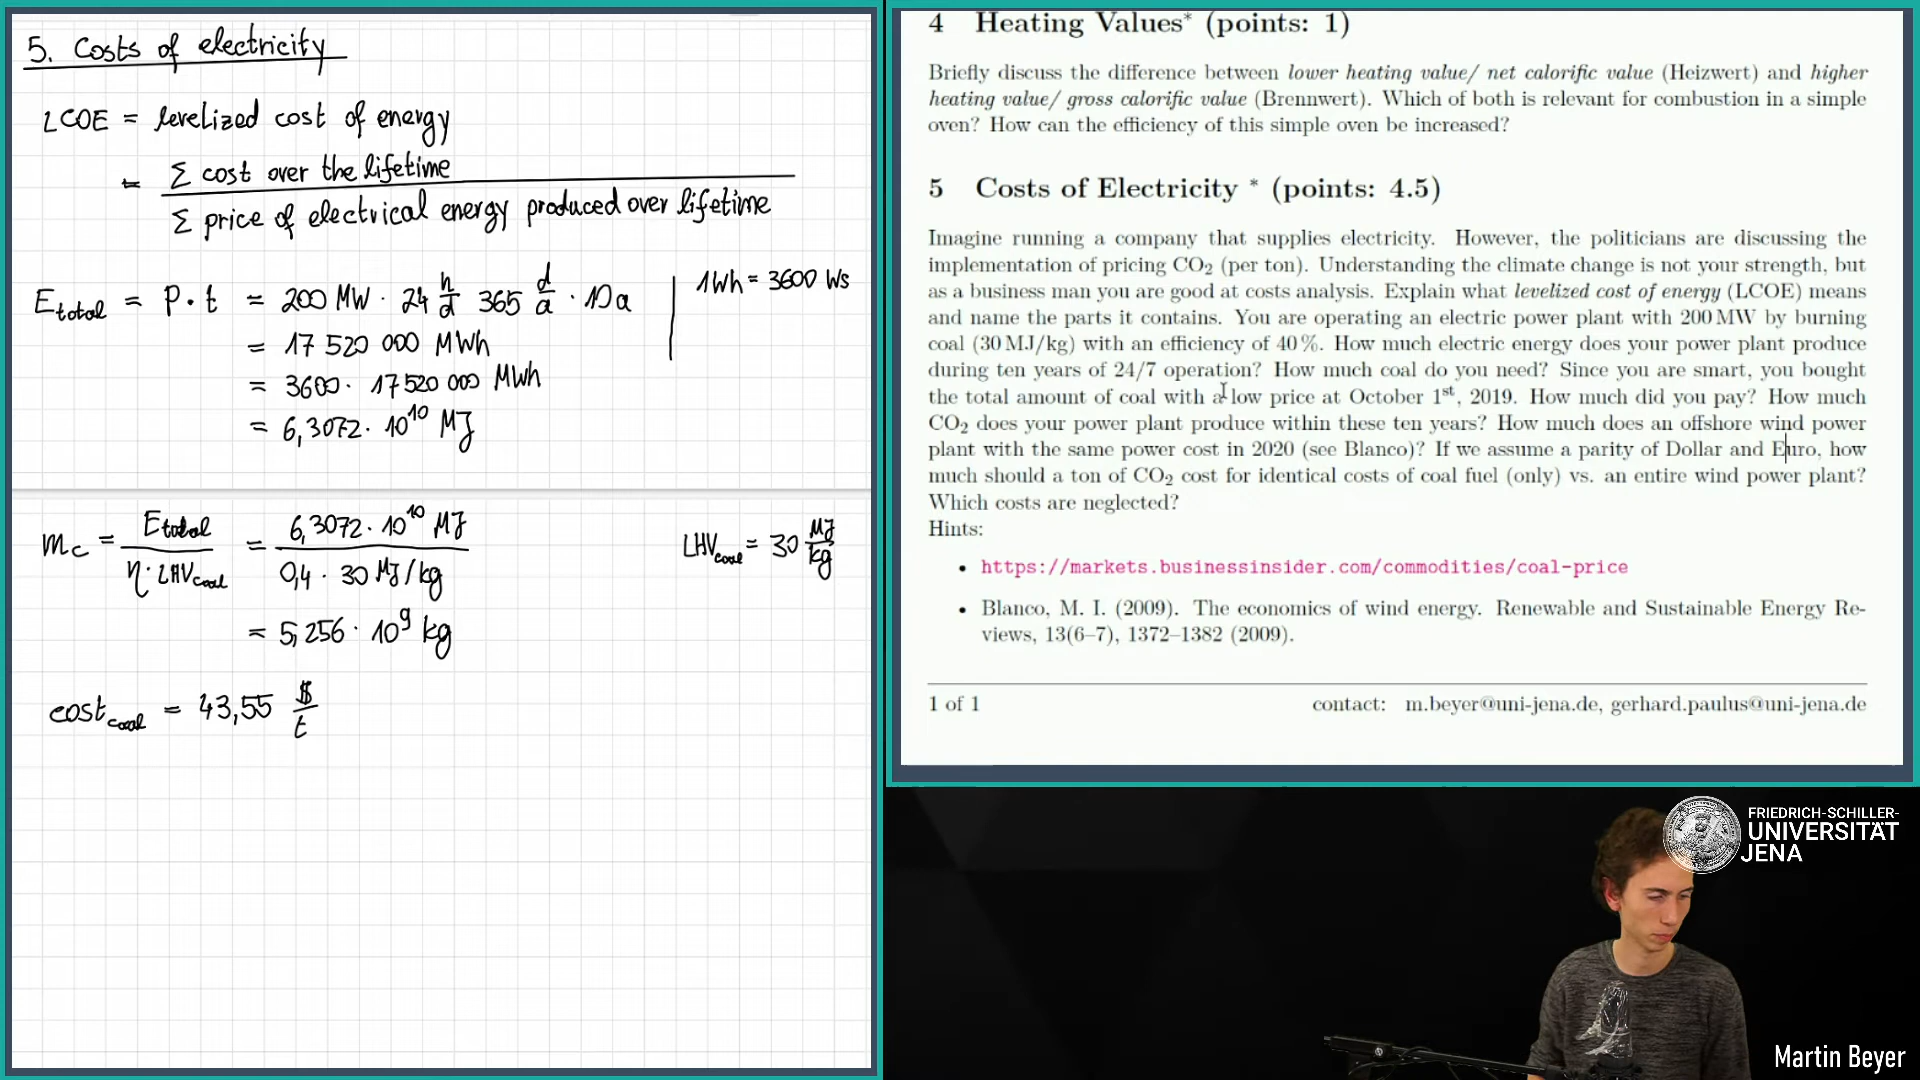 5. Costs of electricity
LCOE = levelized cost of energy
= Σ cost over the lifetime
Σ price of electrical energy produced over lifetime
E total = P · t = 200 MW · 24 h/d 365 d/a · 10 a
1 Wh = 3600 Ws
= 17 520 000 MWh
= 3600 · 17 520 000 MWh
= 6,3072 · 10^10 MJ
m_C = E total / η · LHV coal = 6,3072 · 10^10 MJ / 0,4 · 30 MJ/kg
LHV coal = 30 MJ/kg
= 5,256 · 10^9 kg
cost coal = 43,55 $/t
4 Heating Values* (points: 1)
Briefly discuss the difference between lower heating value/ net calorific value (Heizwert) and higher
heating value/ gross calorific value (Brennwert). Which of both is relevant for combustion in a simple
oven? How can the efficiency of this simple oven be increased?
5 Costs of Electricity * (points: 4.5)
Imagine running a company that supplies electricity. However, the politicians are discussing the
implementation of pricing CO₂ (per ton). Understanding the climate change is not your strength, but
as a business man you are good at costs analysis. Explain what levelized cost of energy (LCOE) means
and name the parts it contains. You are operating an electric power plant with 200 MW by burning
coal (30 MJ/kg) with an efficiency of 40 %. How much electric energy does your power plant produce
during ten years of 24/7 operation? How much coal do you need? Since you are smart, you bought
the total amount of coal with a low price at October 1st, 2019. How much did you pay? How much
CO₂ does your power plant produce within these ten years? How much does an offshore wind power
plant with the same power cost in 2020 (see Blanco)? If we assume a parity of Dollar and Euro, how
much should a ton of CO₂ cost for identical costs of coal fuel (only) vs. an entire wind power plant?
Which costs are neglected?
Hints:
• https://markets.businessinsider.com/commodities/coal-price
• Blanco, M. I. (2009). The economics of wind energy. Renewable and Sustainable Energy Re-
views, 13(6–7), 1372–1382 (2009).
1 of 1
contact: m.beyer@uni-jena.de, gerhard.paulus@uni-jena.de
FRIEDRICH-SCHILLER-
UNIVERSITÄT
JENA
Martin Beyer